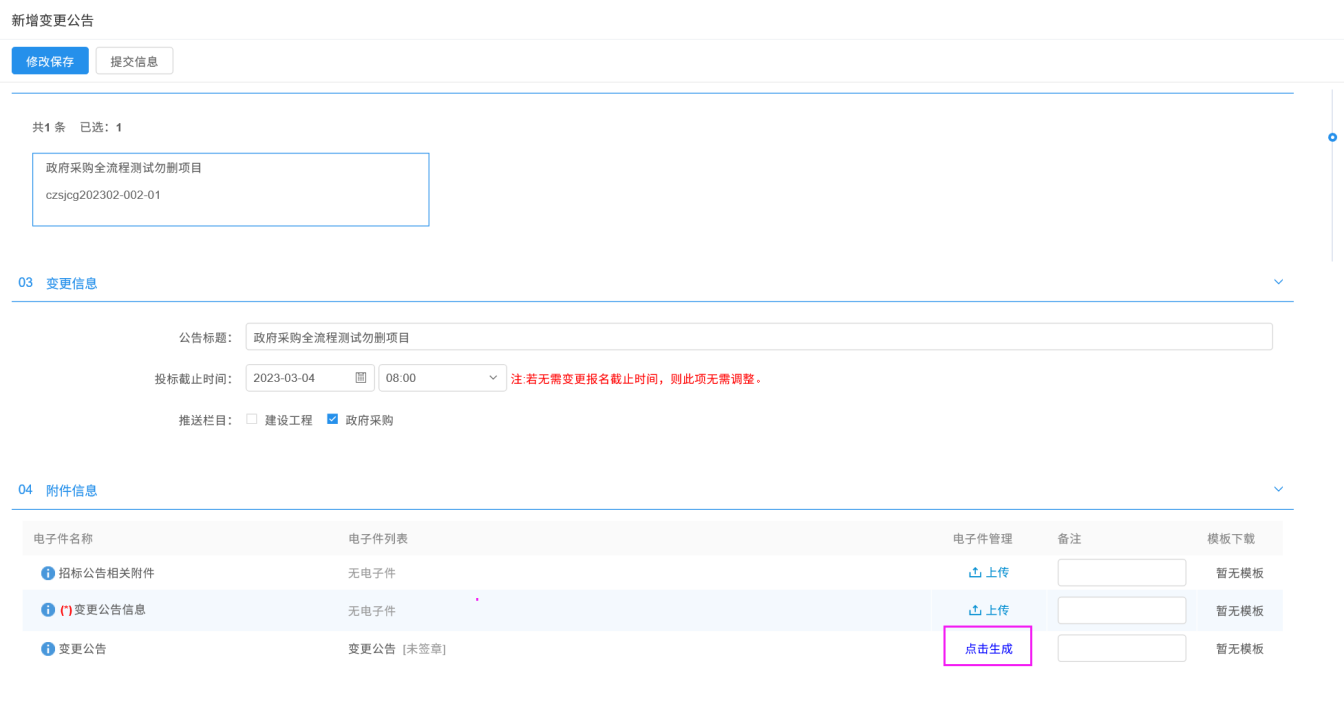 新增变更公告
修改保存 提交信息
共1 条 已选：1
政府采购全流程测试勿删项目
czsjcg202302-002-01
03 变更信息
公告标题： 政府采购全流程测试勿删项目
投标截止时间： 2023-03-04 08:00 注:若无需变更报名截止时间，则此项无需调整。
推送栏目： 建设工程 政府采购
04 附件信息
电子件名称 电子件列表 电子件管理 备注 模板下载
招标公告相关附件 无电子件 上传 暂无模板
(*)变更公告信息 无电子件 上传 暂无模板
变更公告 变更公告 [未签章] 点击生成 暂无模板